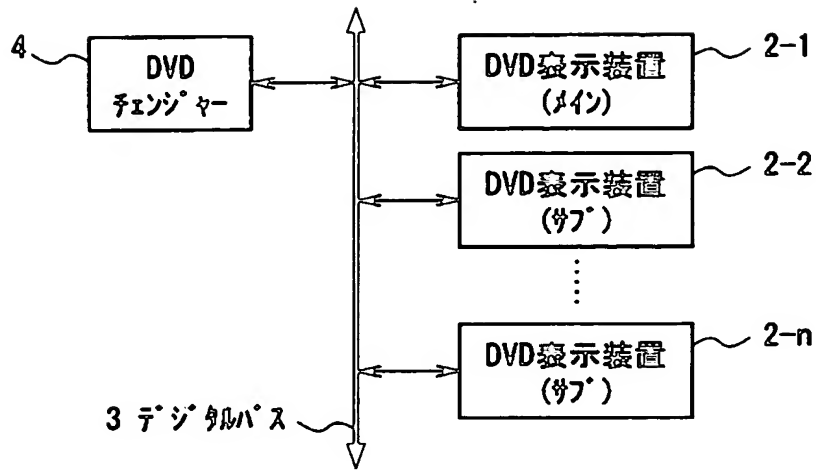 4
DVD
チェンジャー
DVD表示装置
(メイン)
2-1
DVD表示装置
(サブ)
2-2
DVD表示装置
(サブ)
2-n
3 デジタルバス